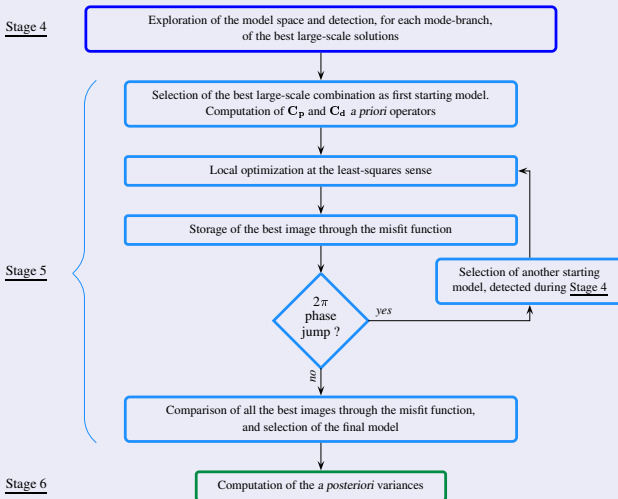 Stage 4
Exploration of the model space and detection, for each mode-branch,
of the best large-scale solutions
Selection of the best large-scale combination as first starting model.
Computation of Cp and Cd a priori operators
Local optimization at the least-squares sense
Storage of the best image through the misfit function
Stage 5
Selection of another starting
model, detected during Stage 4
2π
phase
jump ?
yes
no
Comparison of all the best images through the misfit function,
and selection of the final model
Stage 6
Computation of the a posteriori variances